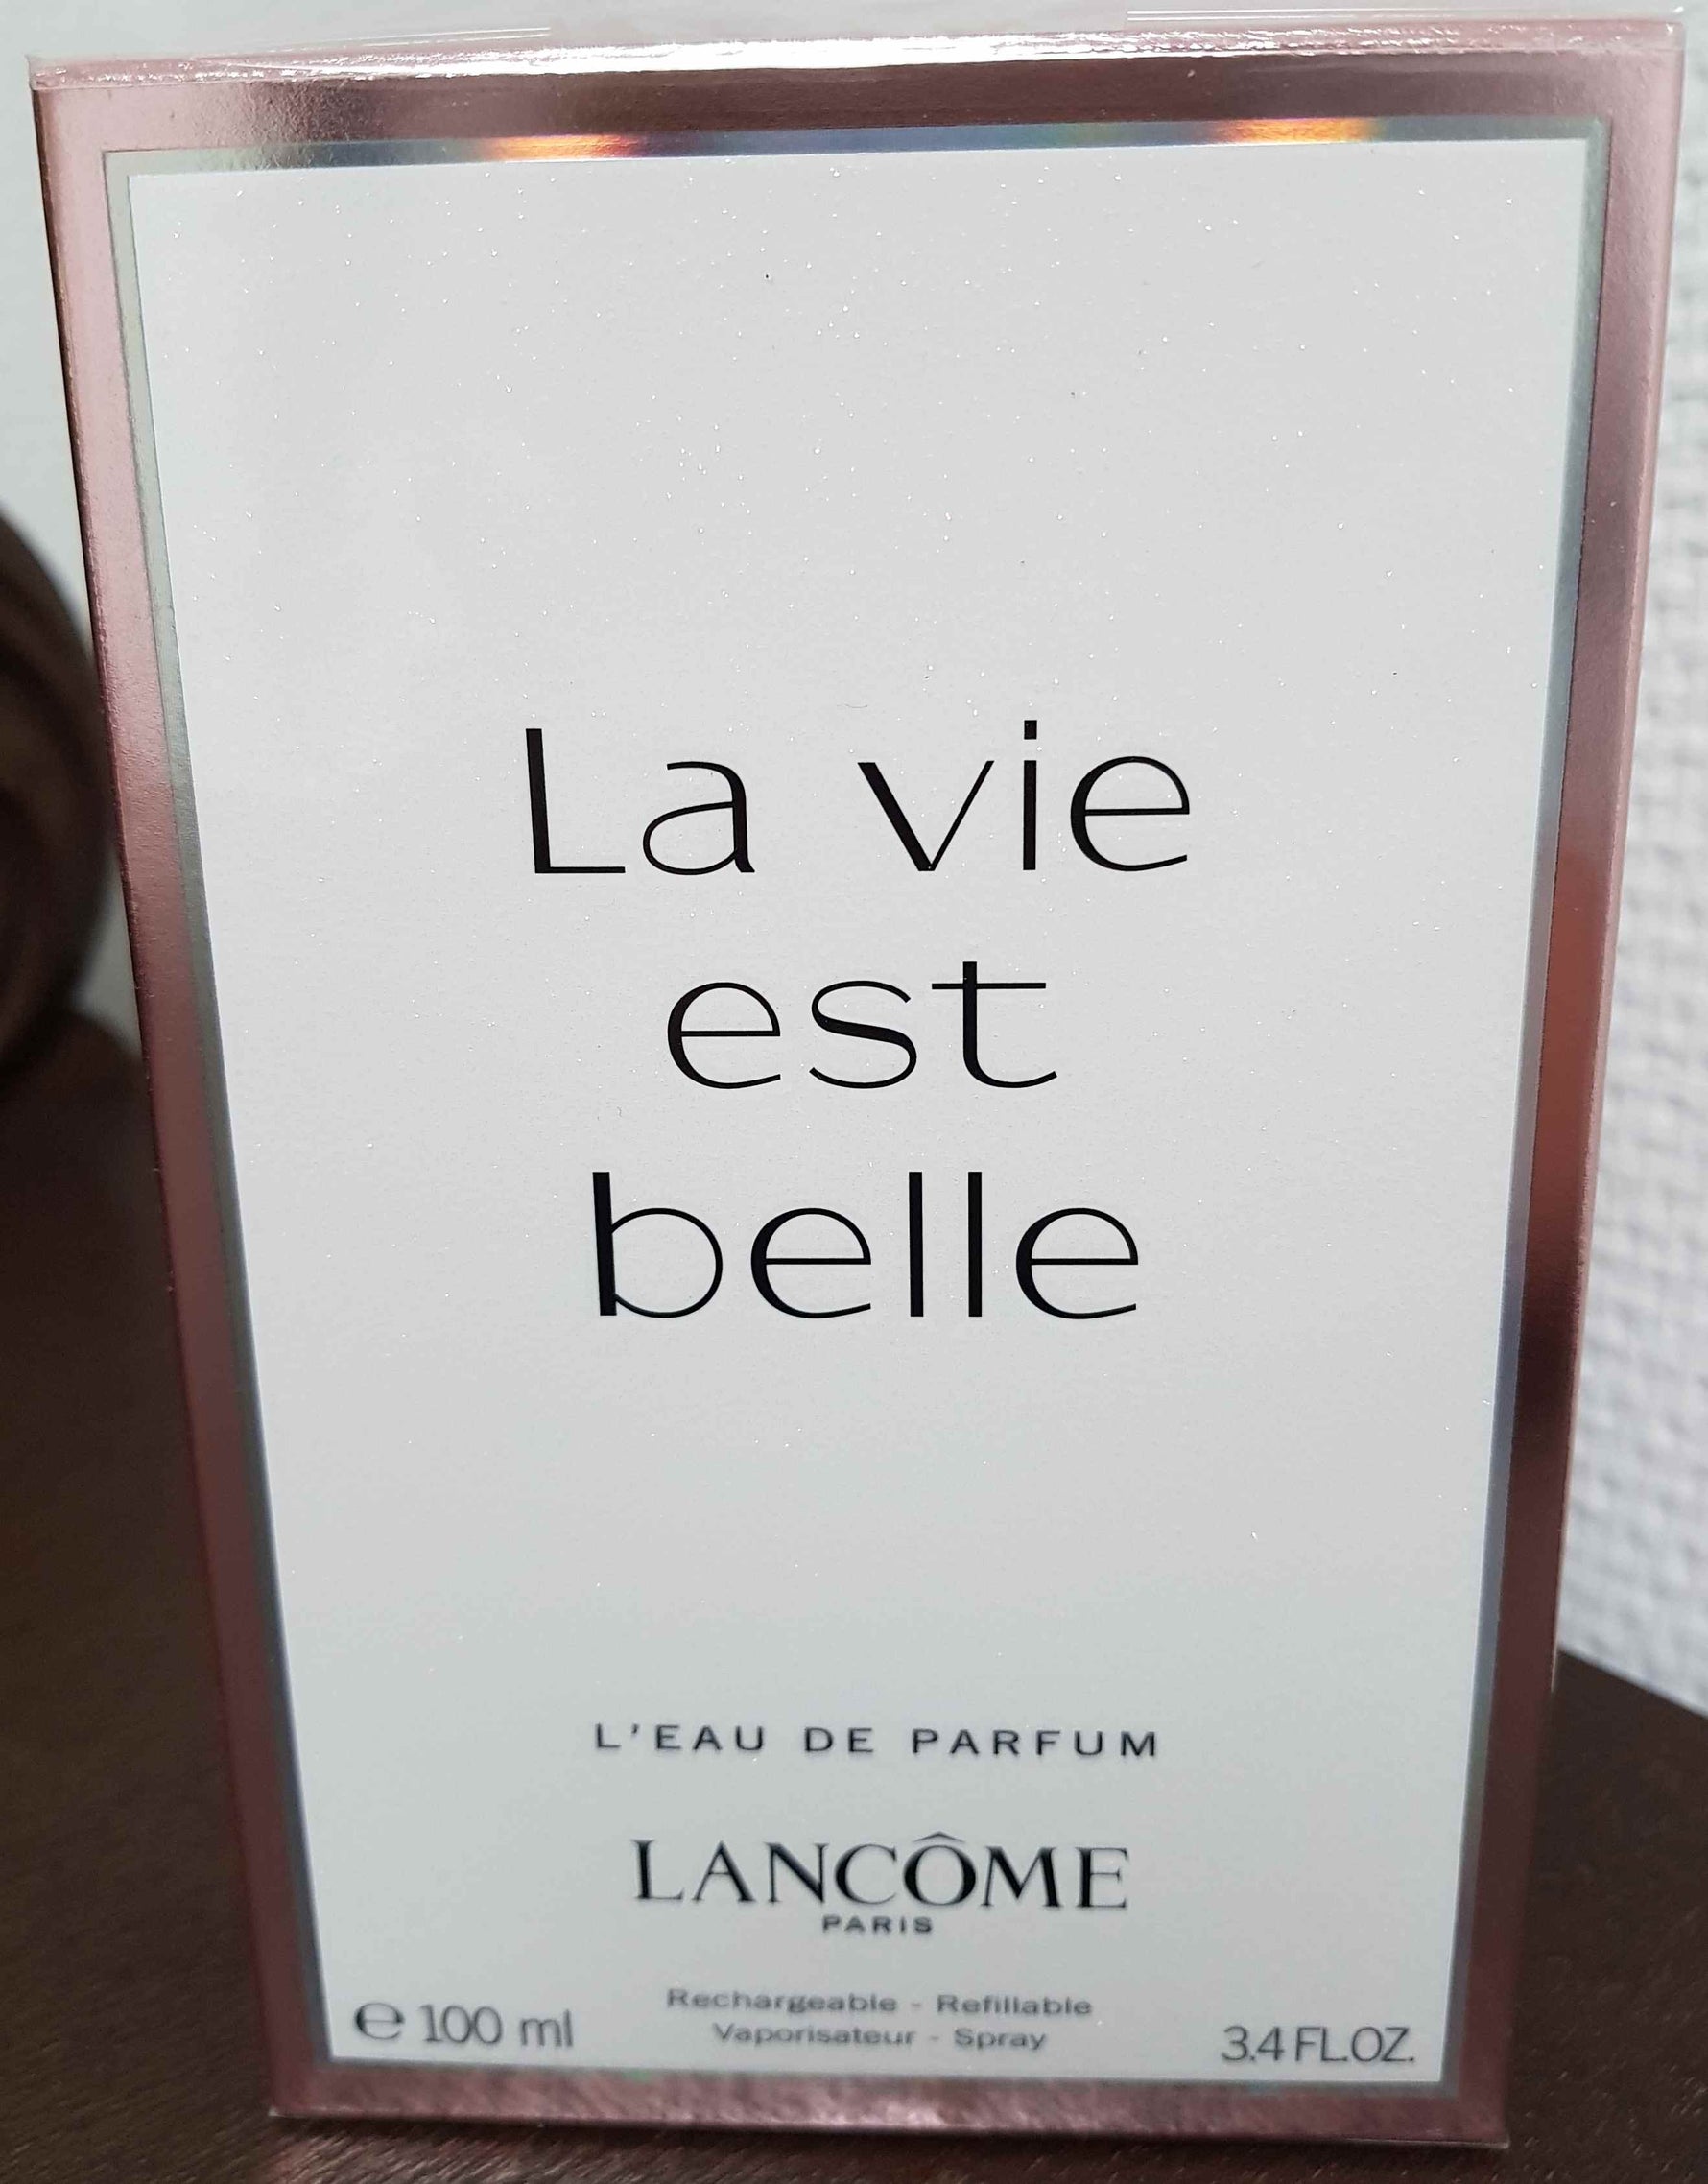 La vie
est
belle
L'EAU DE PARFUM
LANCÔME
PARIS
Rechargeable - Refillable
Vaporisateur - Spray
℮ 100 ml
3.4 FL.OZ.